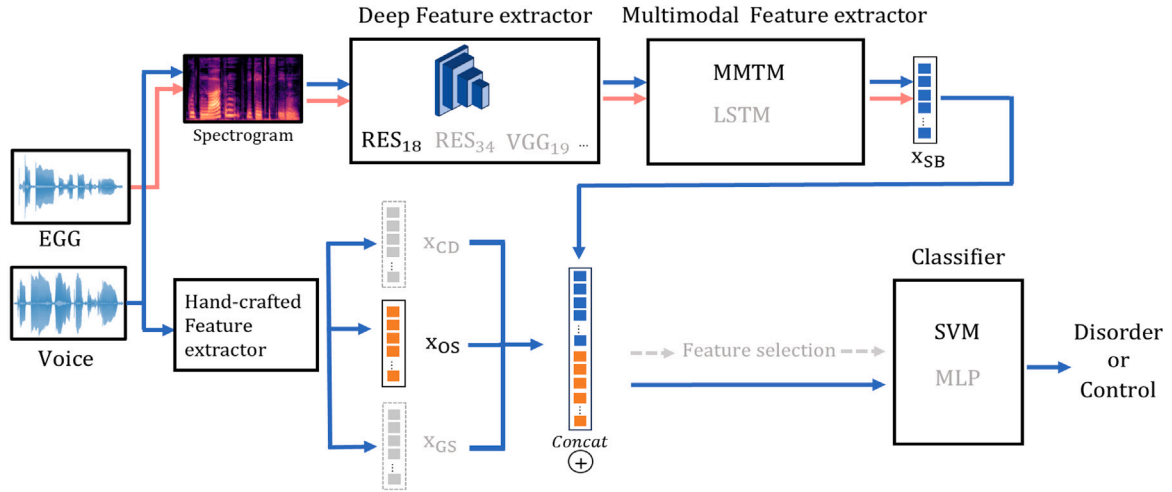 Deep Feature extractor
Multimodal Feature extractor
Spectrogram
RES18 RES34 VGG19 ...
MMTM
LSTM
xSB
EGG
Voice
Hand-crafted
Feature
extractor
xCD
xOS
xGS
Concat
+
Feature selection
Classifier
SVM
MLP
Disorder
or
Control